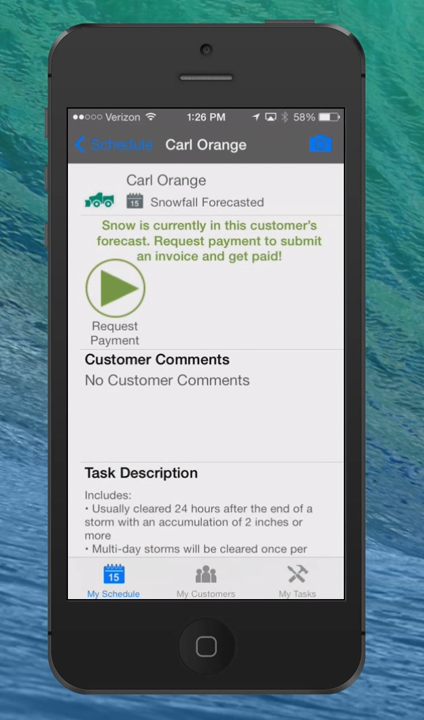 Verizon 1:26 PM 58%
Schedule Carl Orange
Carl Orange
15 Snowfall Forecasted
Snow is currently in this customer's
forecast. Request payment to submit
an invoice and get paid!
Request
Payment
Customer Comments
No Customer Comments
Task Description
Includes:
• Usually cleared 24 hours after the end of a
storm with an accumulation of 2 inches or
more
• Multi-day storms will be cleared once per
15
My Schedule My Customers My Tasks